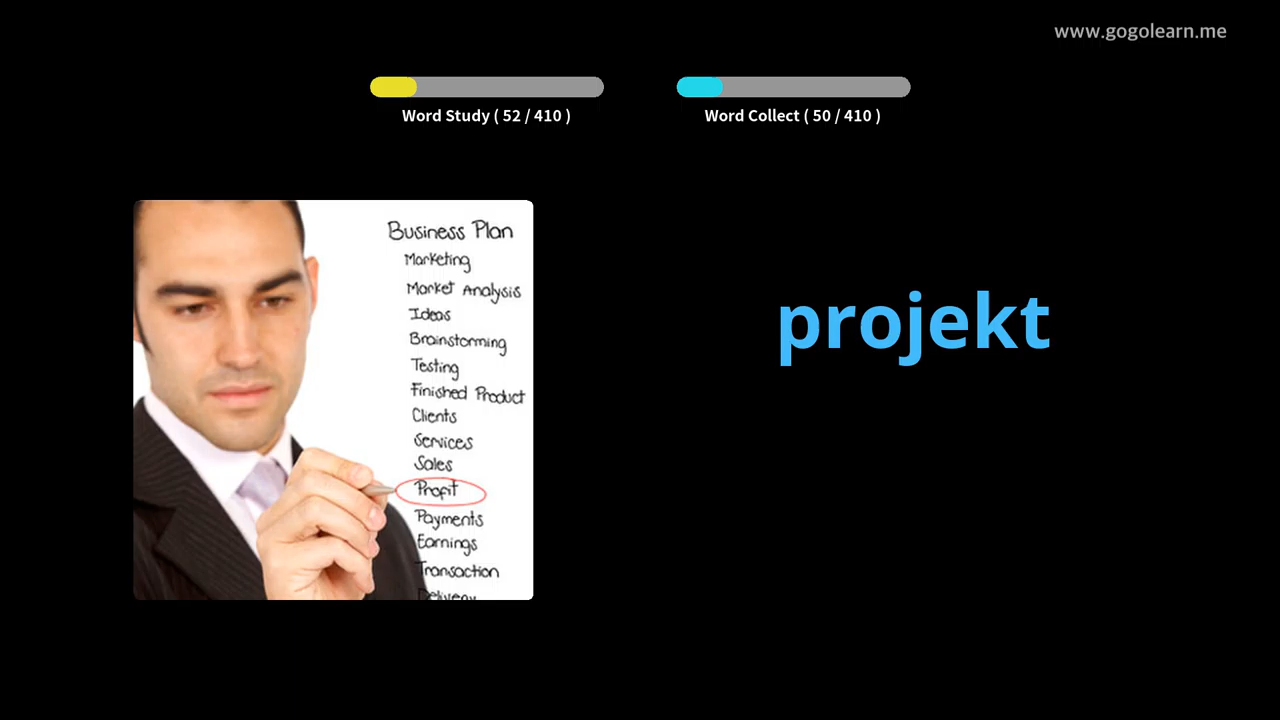 www.gogolearn.me
Word Study ( 52 / 410 )
Word Collect ( 50 / 410 )
Business Plan
Marketing
Market Analysis
Ideas
Brainstorming
Testing
Finished Product
Clients
Services
Sales
Profit
Payments
Earnings
Transaction
Delivery
projekt